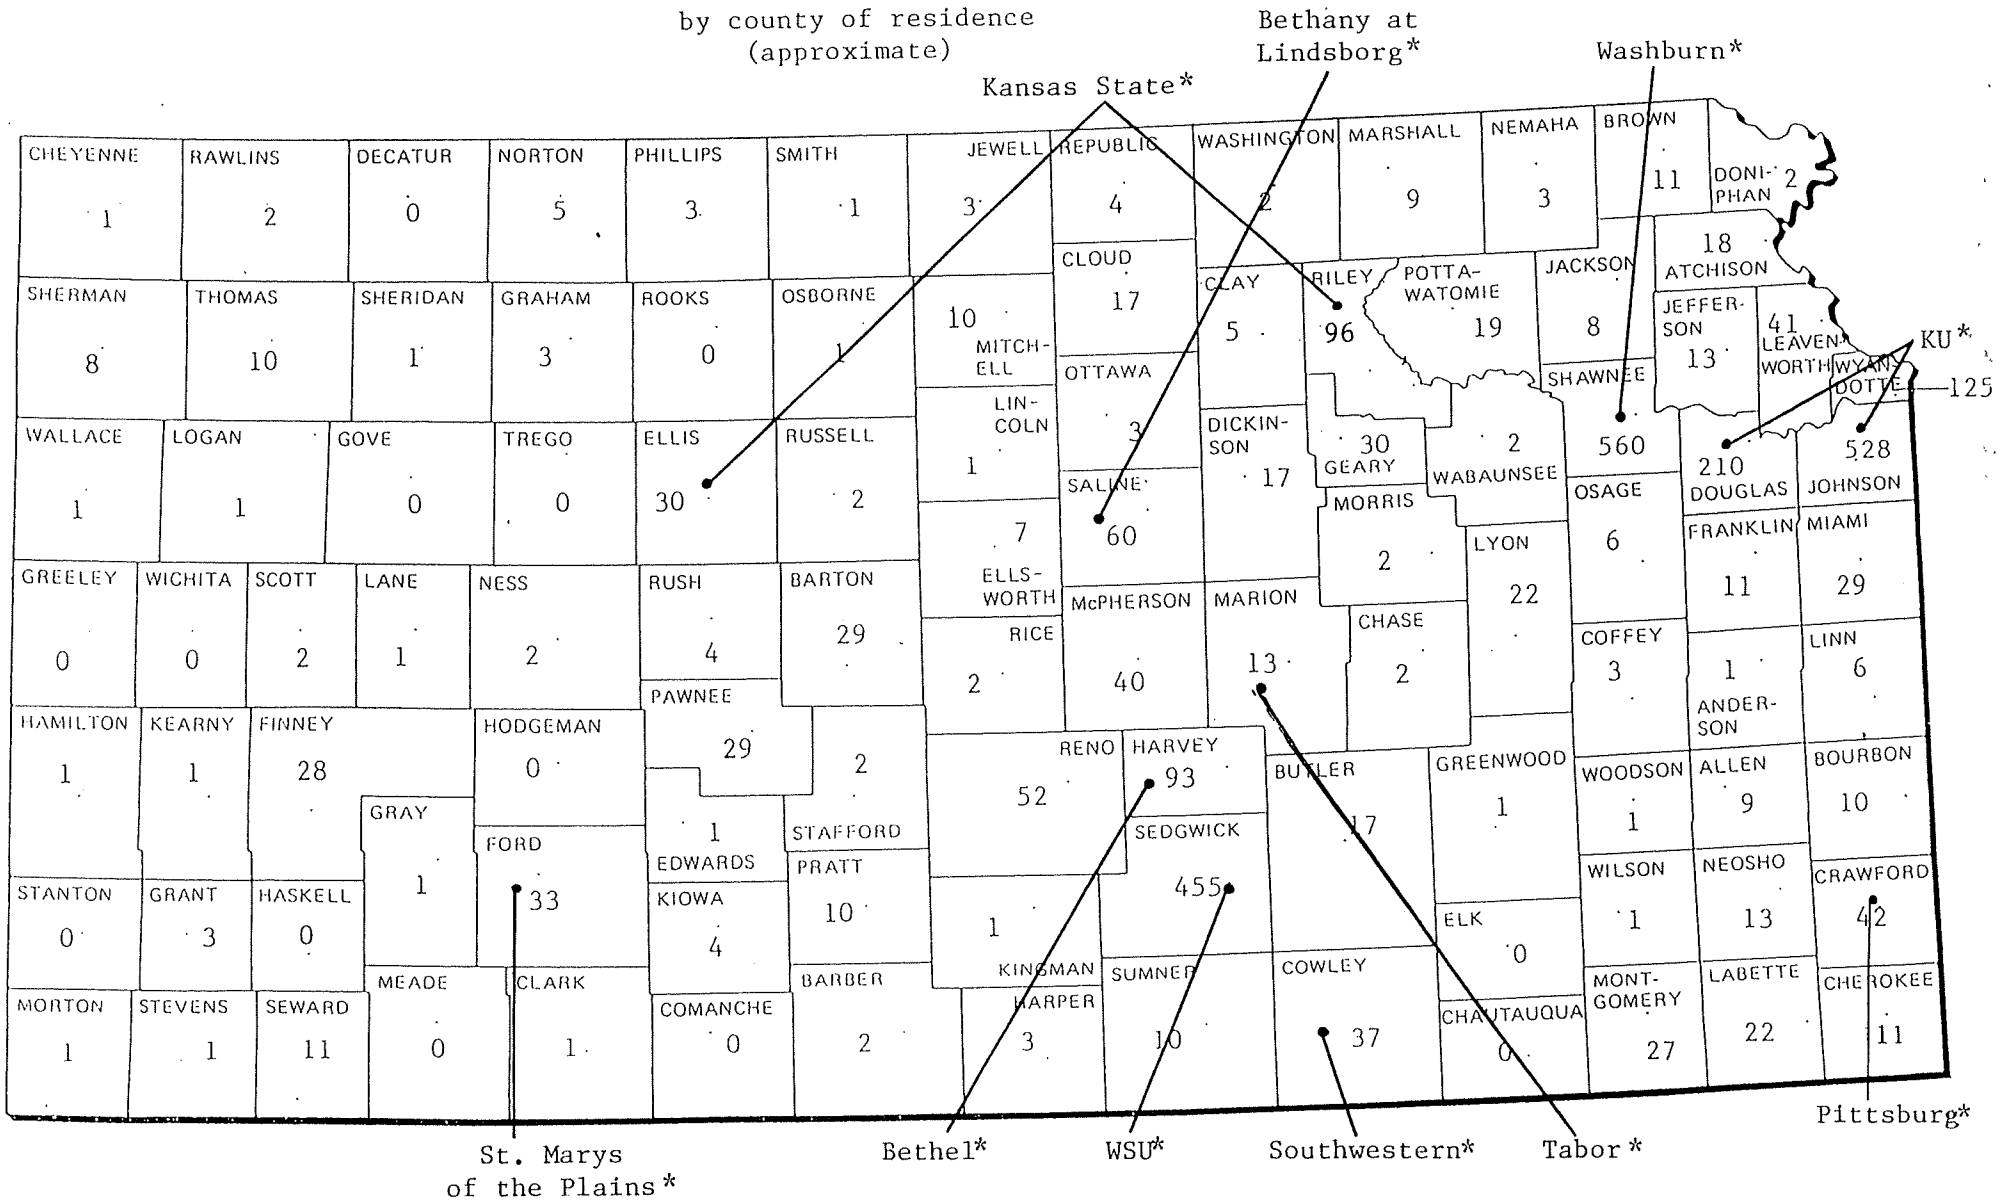 by county of residence
(approximate)
Bethany at
Lindsborg*
Washburn*
Kansas State*
CHEYENNE
1
RAWLINS
2
DECATUR
0
NORTON
5
PHILLIPS
3
SMITH
1
JEWELL
3
REPUBLIC
4
WASHINGTON
2
MARSHALL
9
NEMAHA
3
BROWN
11
DONI-
PHAN
2
CLOUD
17
18
ATCHISON
SHERMAN
8
THOMAS
10
SHERIDAN
1
GRAHAM
3
ROOKS
0
OSBORNE
1
10
MITCH-
ELL
CLAY
5
RILEY
96
POTTA-
WATOMIE
19
JACKSON
8
JEFFER-
SON
13
41
LEAVEN-
WORTH
WYAN-
DOTTE
125
KU*
OTTAWA
3
SHAWNEE
560
WALLACE
1
LOGAN
1
GOVE
0
TREGO
0
ELLIS
30
RUSSELL
2
LIN-
COLN
1
DICKIN-
SON
17
30
GEARY
2
WABAUNSEE
210
DOUGLAS
528
JOHNSON
SALINE
60
7
ELLS-
WORTH
MORRIS
2
LYON
22
OSAGE
6
FRANKLIN
11
MIAMI
29
GREELEY
0
WICHITA
0
SCOTT
2
LANE
1
NESS
2
RUSH
4
BARTON
29
RICE
2
McPHERSON
40
MARION
13
CHASE
2
COFFEY
3
1
ANDER-
SON
LINN
6
PAWNEE
29
HAMILTON
1
KEARNY
1
FINNEY
28
HODGEMAN
0
2
STAFFORD
RENO
52
HARVEY
93
BUTLER
17
GREENWOOD
1
WOODSON
1
ALLEN
9
BOURBON
10
GRAY
1
FORD
33
1
EDWARDS
PRATT
10
SEDGWICK
455
WILSON
1
NEOSHO
13
CRAWFORD
42
STANTON
0
GRANT
3
HASKELL
0
KIOWA
4
1
KINGMAN
ELK
0
MEADE
0
CLARK
1
BARBER
2
SUMNER
10
COWLEY
37
MONT-
GOMERY
27
LABETTE
22
CHEROKEE
11
MORTON
1
STEVENS
1
SEWARD
11
COMANCHE
0
HARPER
3
CHAUTAUQUA
0
Pittsburg*
St. Marys
of the Plains*
Bethel*
WSU*
Southwestern*
Tabor*